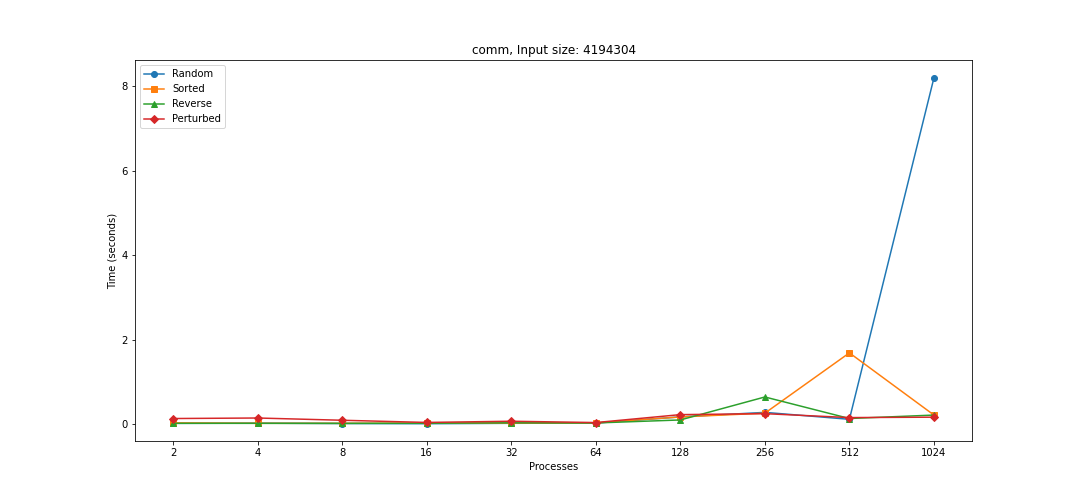 comm, Input size: 4194304
Random
Sorted
Reverse
Perturbed
8
6
4
2
0
Time (seconds)
2 4 8 16 32 64 128 256 512 1024
Processes